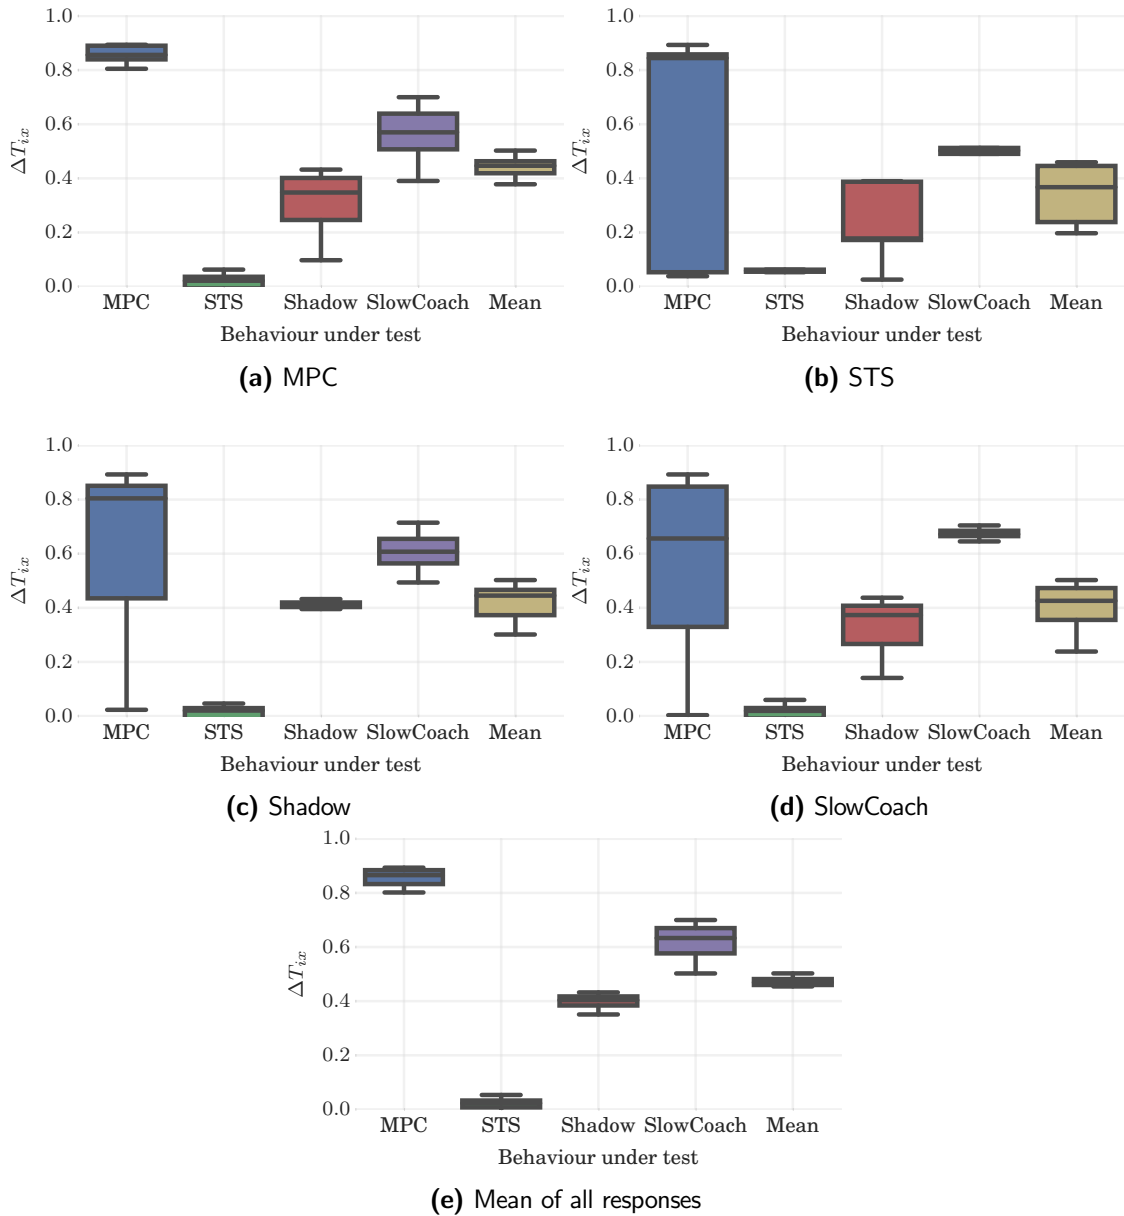 1.0
0.8
0.6
0.4
0.2
0.0
ΔT_ix
MPC STS Shadow SlowCoach Mean
Behaviour under test
(a) MPC
1.0
0.8
0.6
0.4
0.2
0.0
ΔT_ix
MPC STS Shadow SlowCoach Mean
Behaviour under test
(b) STS
1.0
0.8
0.6
0.4
0.2
0.0
ΔT_ix
MPC STS Shadow SlowCoach Mean
Behaviour under test
(c) Shadow
1.0
0.8
0.6
0.4
0.2
0.0
ΔT_ix
MPC STS Shadow SlowCoach Mean
Behaviour under test
(d) SlowCoach
1.0
0.8
0.6
0.4
0.2
0.0
ΔT_ix
MPC STS Shadow SlowCoach Mean
Behaviour under test
(e) Mean of all responses